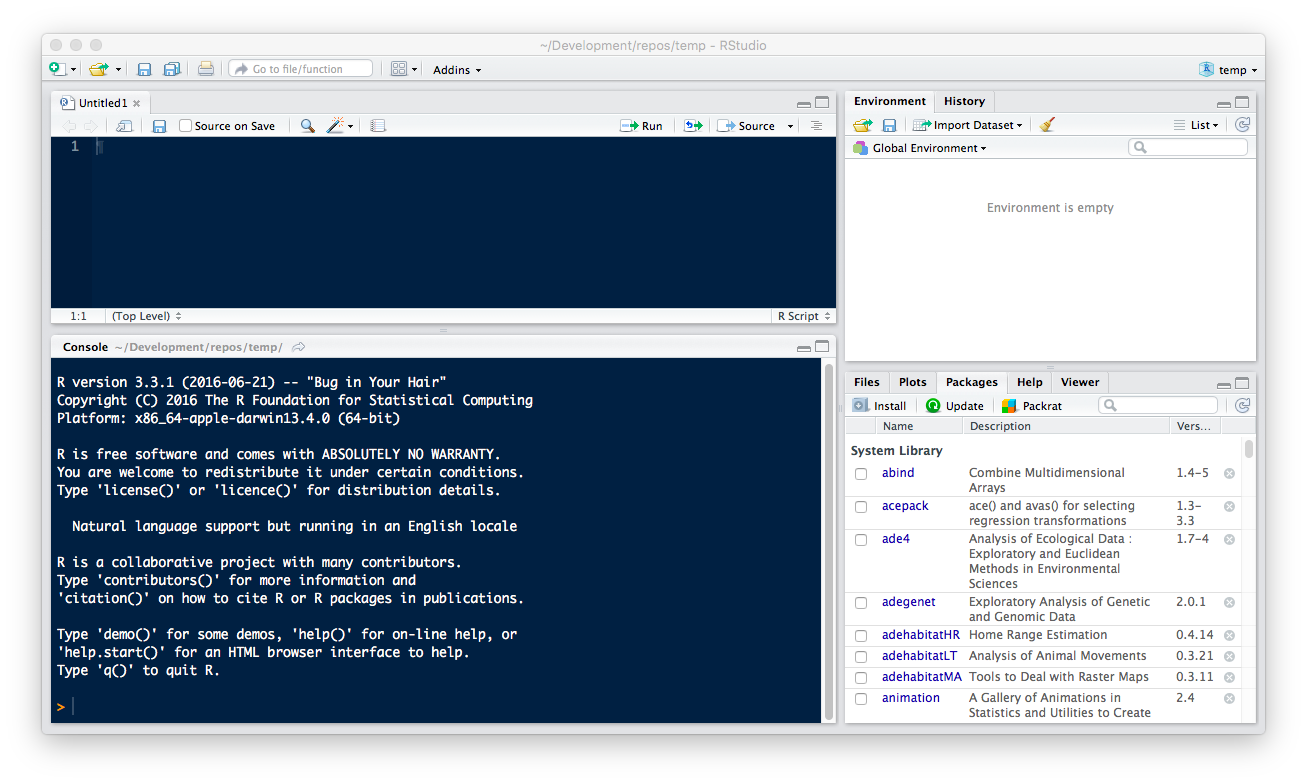 ~/Development/repos/temp - RStudio
Go to file/function
Addins
temp
Untitled1
Source on Save
Run
Source
1
1:1
(Top Level)
R Script
Console ~/Development/repos/temp/
R version 3.3.1 (2016-06-21) -- "Bug in Your Hair"
Copyright (C) 2016 The R Foundation for Statistical Computing
Platform: x86_64-apple-darwin13.4.0 (64-bit)
R is free software and comes with ABSOLUTELY NO WARRANTY.
You are welcome to redistribute it under certain conditions.
Type 'license()' or 'licence()' for distribution details.
Natural language support but running in an English locale
R is a collaborative project with many contributors.
Type 'contributors()' for more information and
'citation()' on how to cite R or R packages in publications.
Type 'demo()' for some demos, 'help()' for on-line help, or
'help.start()' for an HTML browser interface to help.
Type 'q()' to quit R.
>
Environment History
Import Dataset
List
Global Environment
Environment is empty
Files Plots Packages Help Viewer
Install Update Packrat
Name Description Vers...
System Library
abind Combine Multidimensional 1.4-5
Arrays
acepack ace() and avas() for selecting 1.3-
regression transformations 3.3
ade4 Analysis of Ecological Data : 1.7-4
Exploratory and Euclidean
Methods in Environmental
Sciences
adegenet Exploratory Analysis of Genetic 2.0.1
and Genomic Data
adehabitatHR Home Range Estimation 0.4.14
adehabitatLT Analysis of Animal Movements 0.3.21
adehabitatMA Tools to Deal with Raster Maps 0.3.11
animation A Gallery of Animations in 2.4
Statistics and Utilities to Create